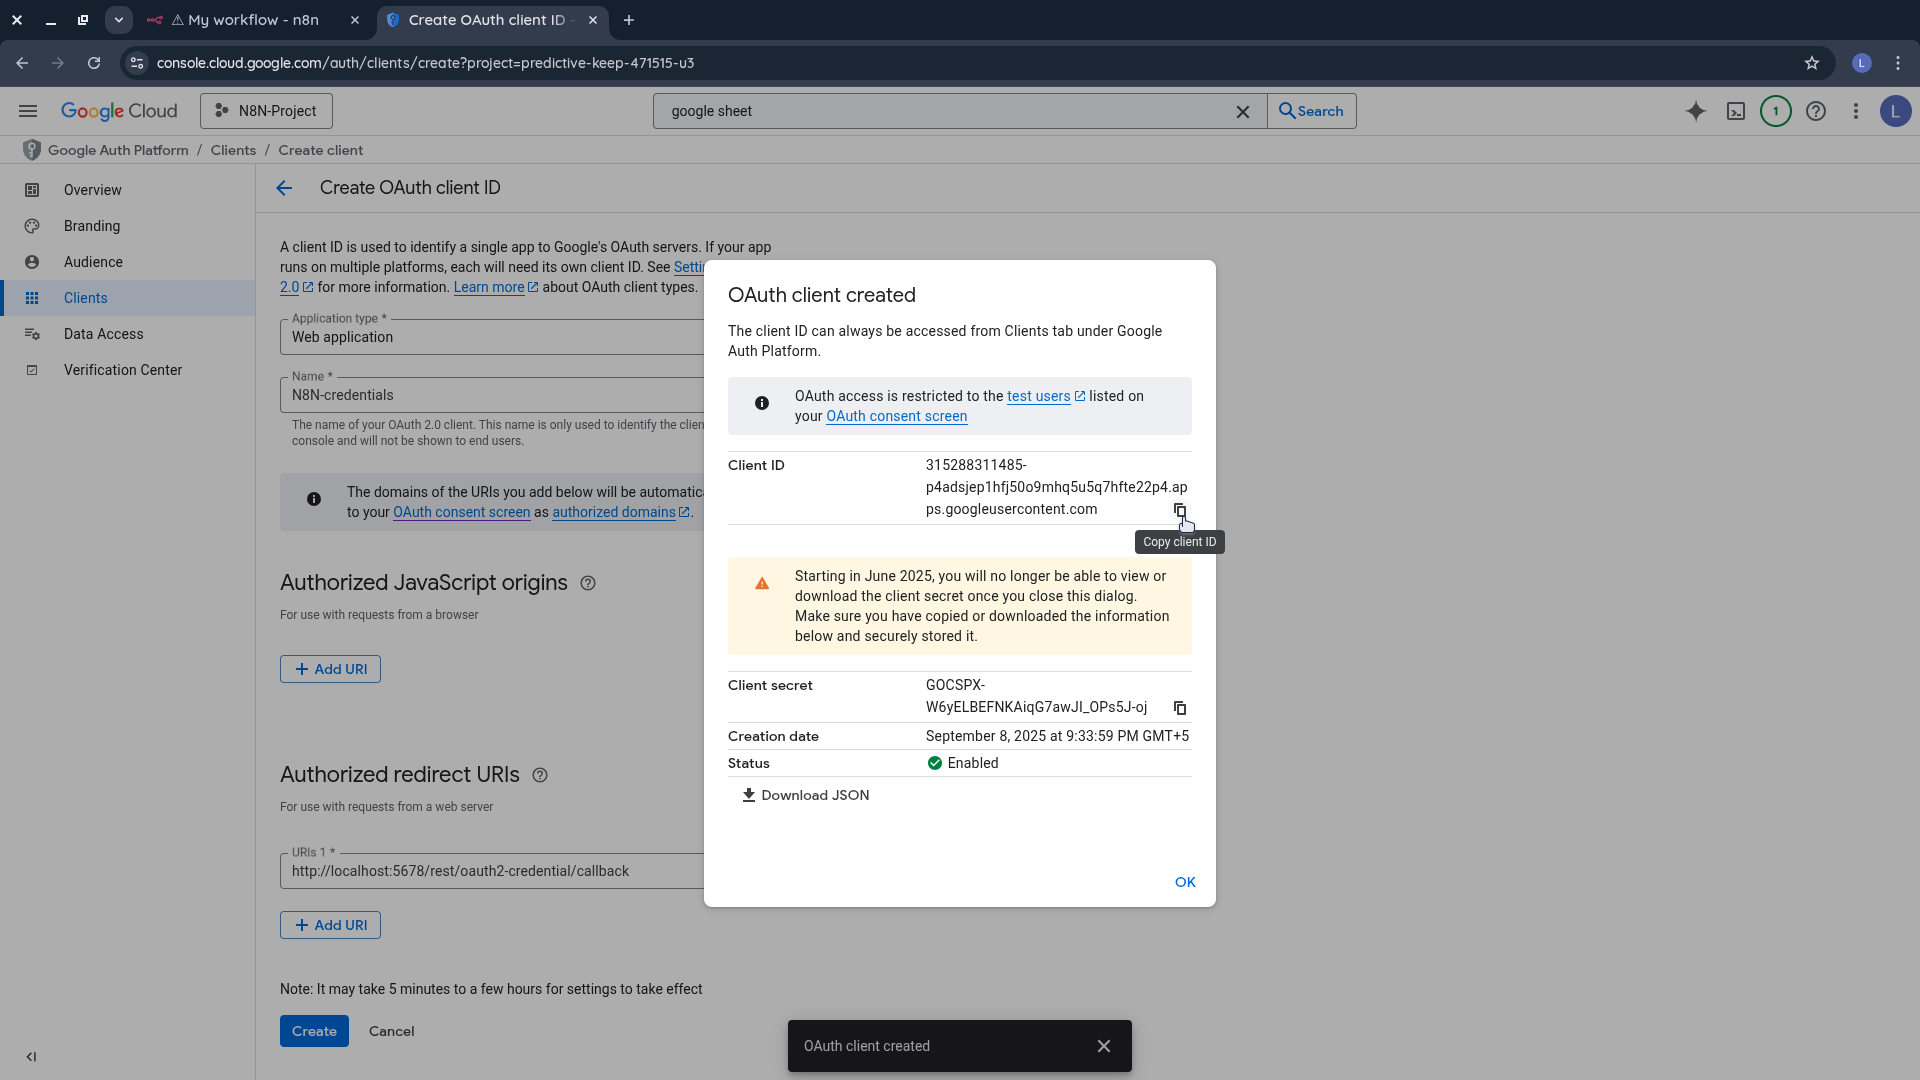 ⚠ My workflow - n8n
Create OAuth client ID -
console.cloud.google.com/auth/clients/create?project=predictive-keep-471515-u3
L
Google Cloud
N8N-Project
google sheet
Search
1
L
Google Auth Platform / Clients / Create client
Overview
Branding
Audience
Clients
Data Access
Verification Center
Create OAuth client ID
A client ID is used to identify a single app to Google's OAuth servers. If your app
runs on multiple platforms, each will need its own client ID. See Setti
2.0 for more information. Learn more about OAuth client types.
Application type *
Web application
Name *
N8N-credentials
The name of your OAuth 2.0 client. This name is only used to identify the clien
console and will not be shown to end users.
The domains of the URIs you add below will be automatica
to your OAuth consent screen as authorized domains.
Authorized JavaScript origins
For use with requests from a browser
+ Add URI
Authorized redirect URIs
For use with requests from a web server
URIs 1 *
http://localhost:5678/rest/oauth2-credential/callback
+ Add URI
Note: It may take 5 minutes to a few hours for settings to take effect
Create
Cancel
OAuth client created
The client ID can always be accessed from Clients tab under Google
Auth Platform.
OAuth access is restricted to the test users listed on
your OAuth consent screen
Client ID
315288311485-
p4adsjep1hfj50o9mhq5u5q7hfte22p4.ap
ps.googleusercontent.com
Copy client ID
Starting in June 2025, you will no longer be able to view or
download the client secret once you close this dialog.
Make sure you have copied or downloaded the information
below and securely stored it.
Client secret
GOCSPX-
W6yELBEFNKAiqG7awJI_OPs5J-oj
Creation date
September 8, 2025 at 9:33:59 PM GMT+5
Status
Enabled
Download JSON
OK
OAuth client created